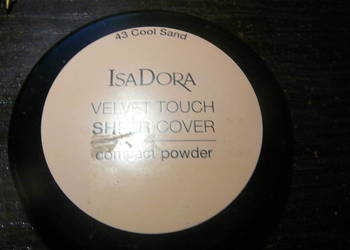 43 Cool Sand
IsaDora
VELVET TOUCH
SHEER COVER
compact powder